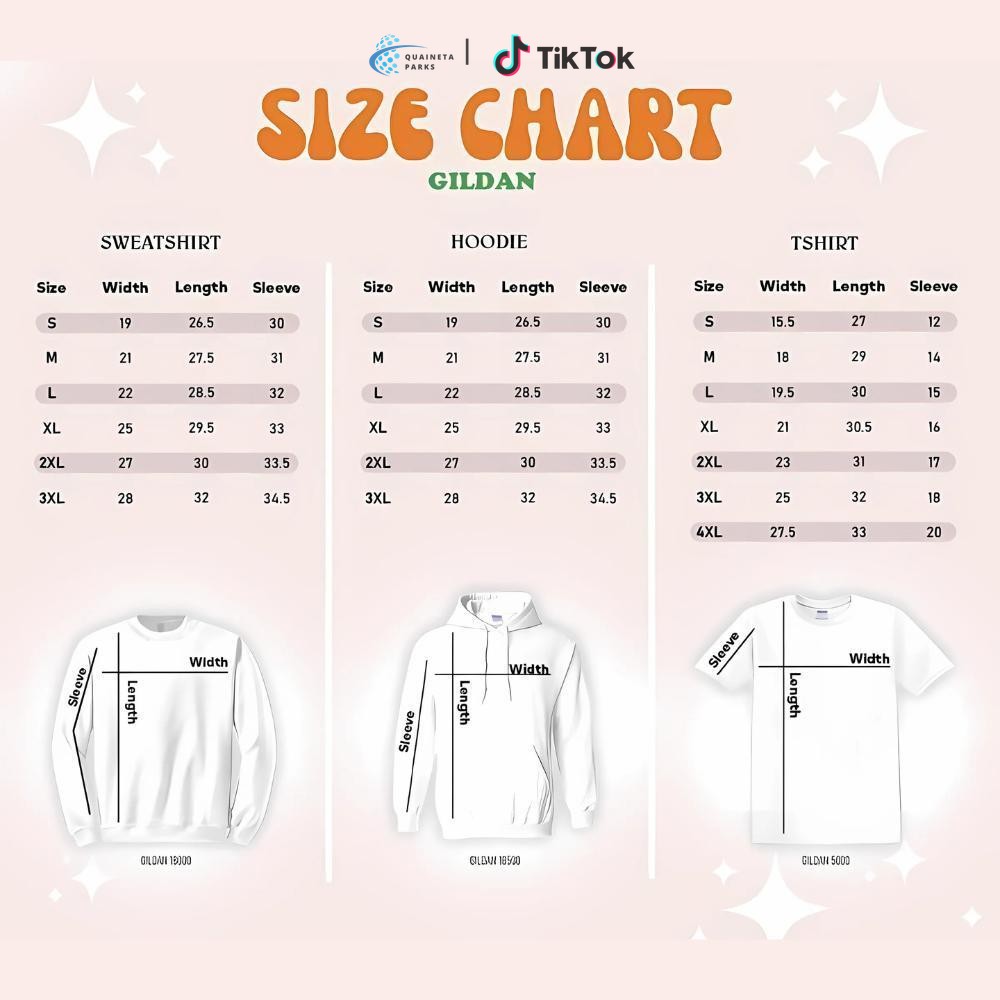 QUAINETA
PARKS
TikTok
SIZE CHART
GILDAN
SWEATSHIRT
Size Width Length Sleeve
S 19 26.5 30
M 21 27.5 31
L 22 28.5 32
XL 25 29.5 33
2XL 27 30 33.5
3XL 28 32 34.5
HOODIE
Size Width Length Sleeve
S 19 26.5 30
M 21 27.5 31
L 22 28.5 32
XL 25 29.5 33
2XL 27 30 33.5
3XL 28 32 34.5
TSHIRT
Size Width Length Sleeve
S 15.5 27 12
M 18 29 14
L 19.5 30 15
XL 21 30.5 16
2XL 23 31 17
3XL 25 32 18
4XL 27.5 33 20
Sleeve
Width
Length
GILDAN 18000
Sleeve
Width
Length
GILDAN 18500
Sleeve
Width
Length
GILDAN 5000